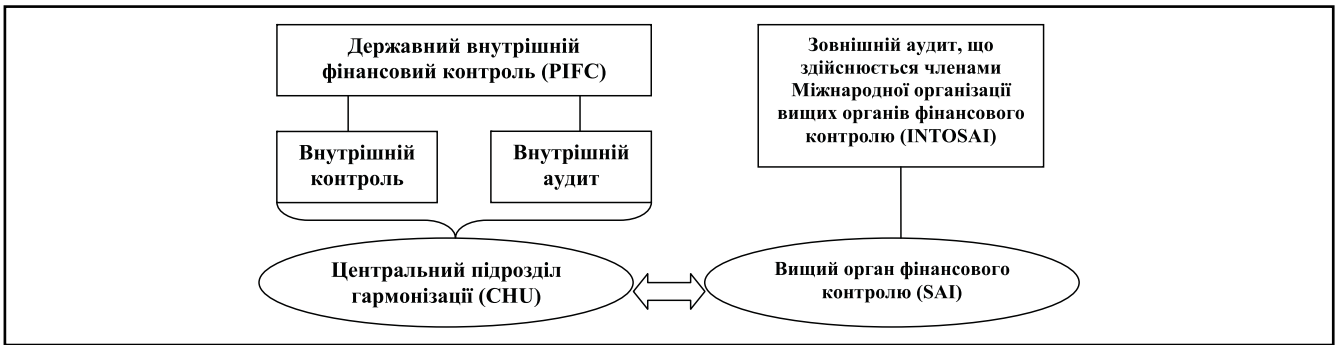 Державний внутрішній
фінансовий контроль (PIFC)
Зовнішній аудит, що
здійснюється членами
Міжнародної організації
вищих органів фінансового
контролю (INTOSAI)
Внутрішній
контроль
Внутрішній
аудит
Центральний підрозділ
гармонізації (CHU)
Вищий орган фінансового
контролю (SAI)